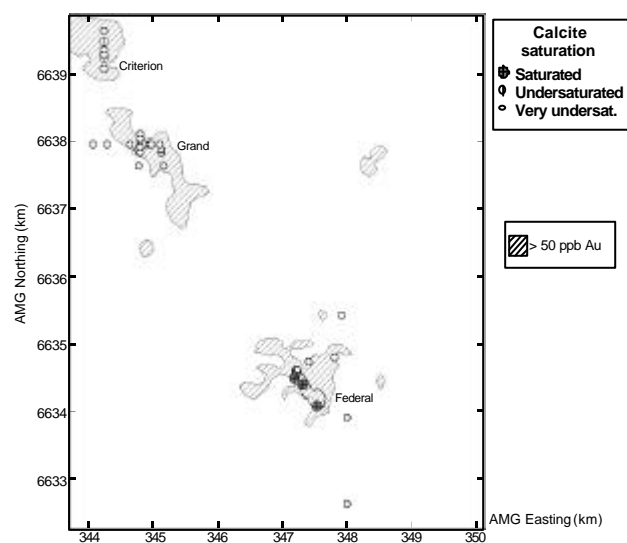 Calcite
saturation
Saturated
Undersaturated
Very undersat.
> 50 ppb Au
Criterion
Grand
Federal
AMG Northing (km)
6639
6638
6637
6636
6635
6634
6633
AMG Easting (km)
344 345 346 347 348 349 350